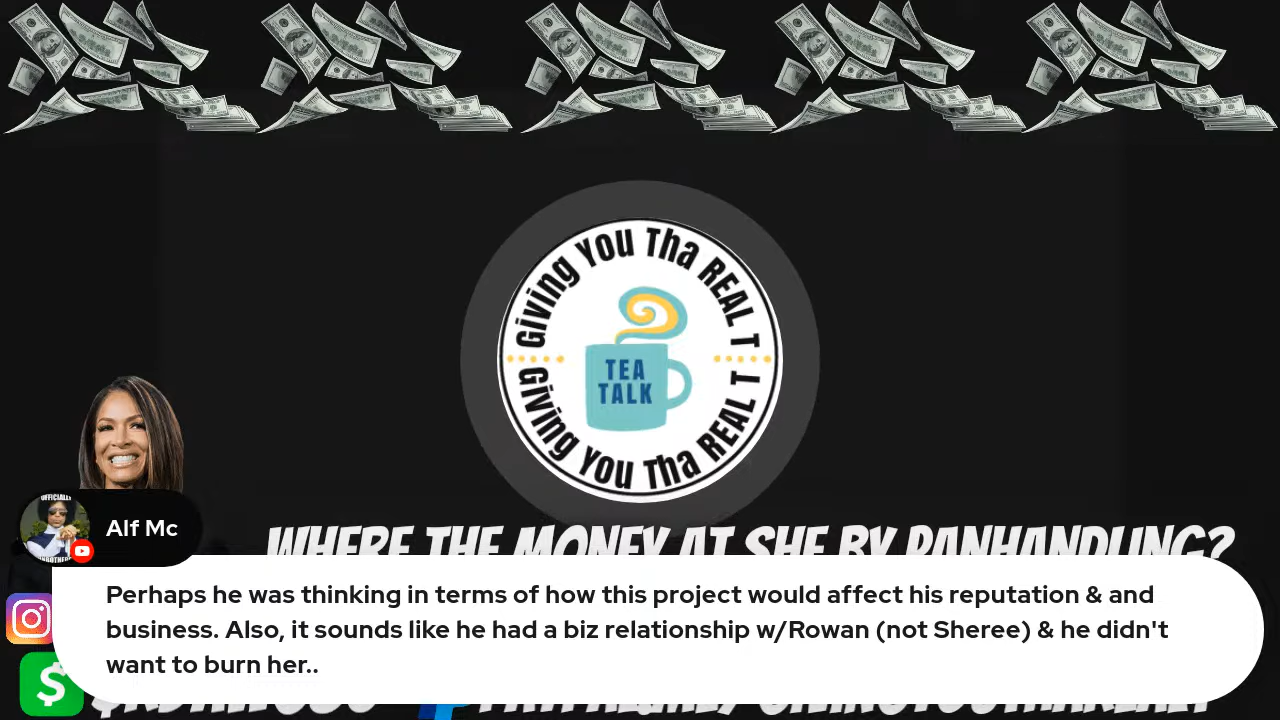 Giving You Tha REAL T
TEA
TALK
Giving You Tha REAL T
WHERE THE MONEY AT SHE BY PANHANDLING?
OFFICIALLY
Alf Mc
Perhaps he was thinking in terms of how this project would affect his reputation & and
business. Also, it sounds like he had a biz relationship w/Rowan (not Sheree) & he didn't
want to burn her..